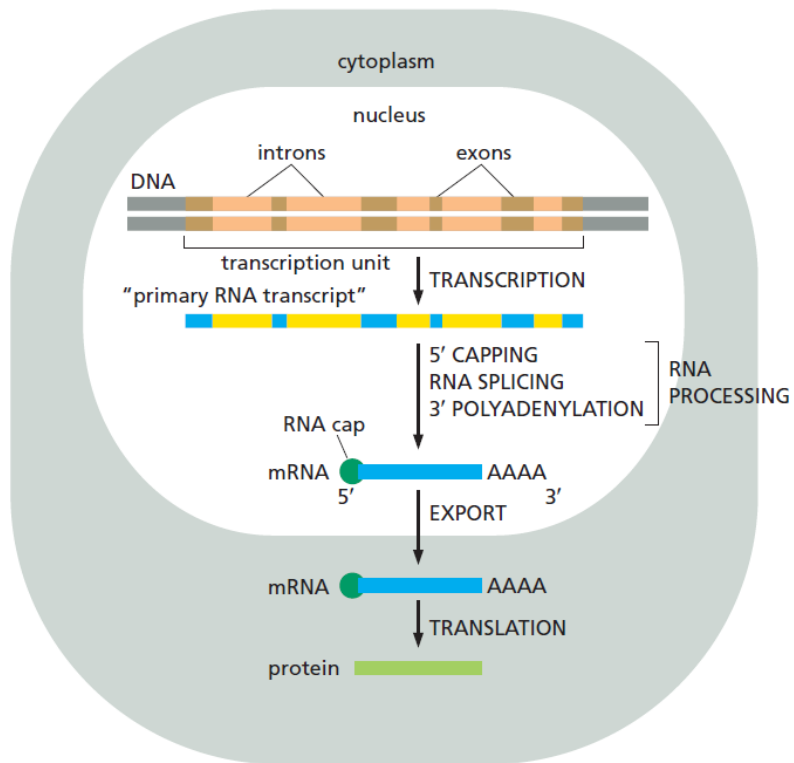 cytoplasm
nucleus
introns
exons
DNA
transcription unit
TRANSCRIPTION
“primary RNA transcript”
5′ CAPPING
RNA SPLICING
3′ POLYADENYLATION
RNA
PROCESSING
RNA cap
mRNA
AAAA
5′
3′
EXPORT
mRNA
AAAA
TRANSLATION
protein